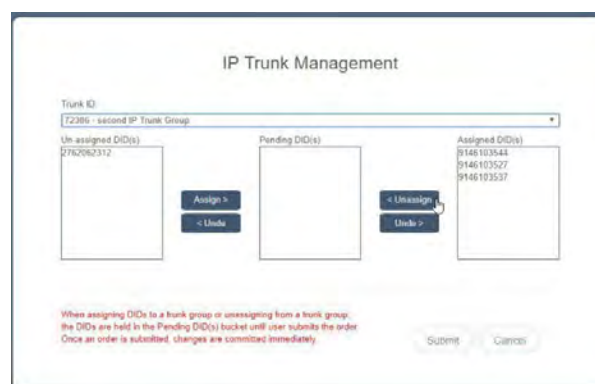 IP Trunk Management
Trunk ID:
72386 - second IP Trunk Group
Un-assigned DID(s)
Pending DID(s)
Assigned DID(s)
2762062312
9146103544
9146103527
9146103537
Assign >
< Unassign
< Undo
Undo >
When assigning DIDs to a trunk group or unassigning from a trunk group,
the DIDs are held in the Pending DID(s) bucket until user submits the order.
Once an order is submitted, changes are committed immediately.
Submit
Cancel